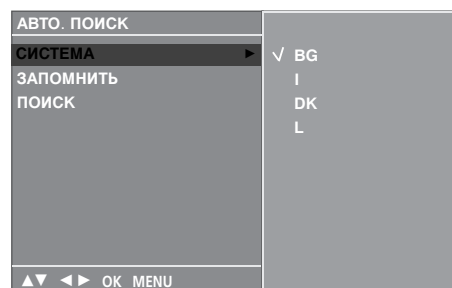 АВТО. ПОИСК
СИСТЕМА ►
ЗАПОМНИТЬ
ПОИСК
√ BG
I
DK
L
▲▼ ◄► OK MENU